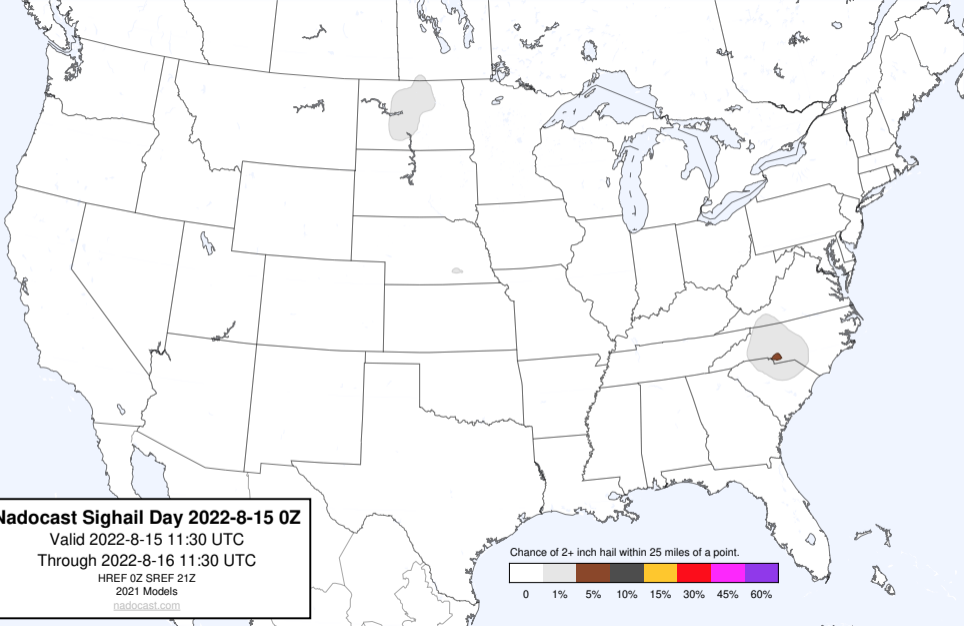 Nadocast Sighail Day 2022-8-15 0Z
Valid 2022-8-15 11:30 UTC
Through 2022-8-16 11:30 UTC
HREF 0Z SREF 21Z
2021 Models
nadocast.com
Chance of 2+ inch hail within 25 miles of a point.
0 1% 5% 10% 15% 30% 45% 60%